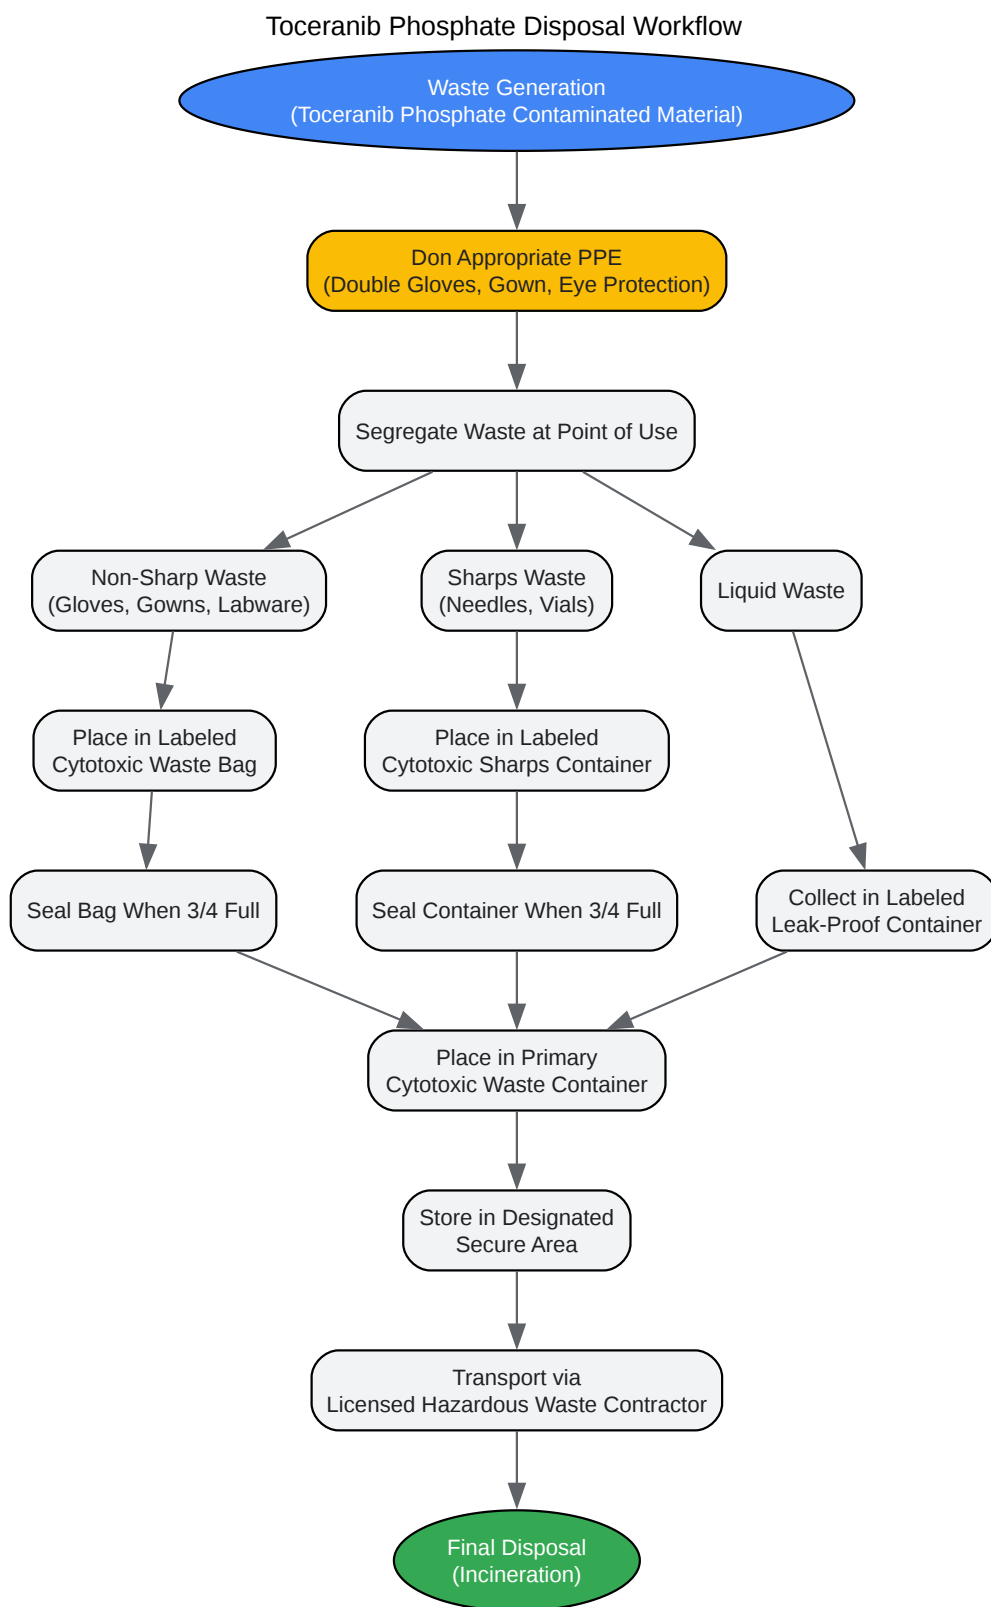 Toceranib Phosphate Disposal Workflow
Waste Generation
(Toceranib Phosphate Contaminated Material)
Don Appropriate PPE
(Double Gloves, Gown, Eye Protection)
Segregate Waste at Point of Use
Non-Sharp Waste
(Gloves, Gowns, Labware)
Sharps Waste
(Needles, Vials)
Liquid Waste
Place in Labeled
Cytotoxic Waste Bag
Place in Labeled
Cytotoxic Sharps Container
Seal Bag When 3/4 Full
Seal Container When 3/4 Full
Collect in Labeled
Leak-Proof Container
Place in Primary
Cytotoxic Waste Container
Store in Designated
Secure Area
Transport via
Licensed Hazardous Waste Contractor
Final Disposal
(Incineration)